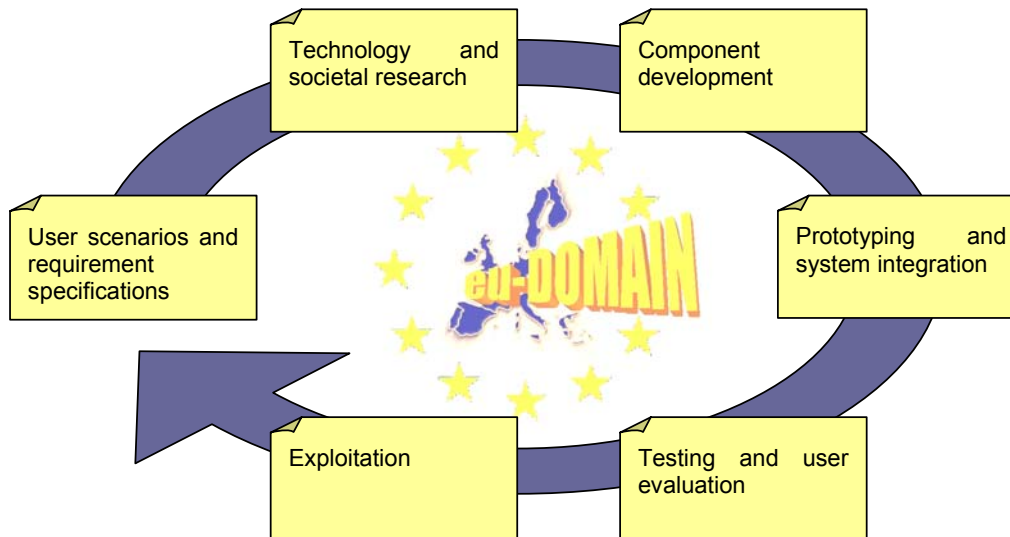 Technology and
societal research
Component
development
User scenarios and
requirement
specifications
eu-DOMAIN
Prototyping and
system integration
Exploitation
Testing and user
evaluation